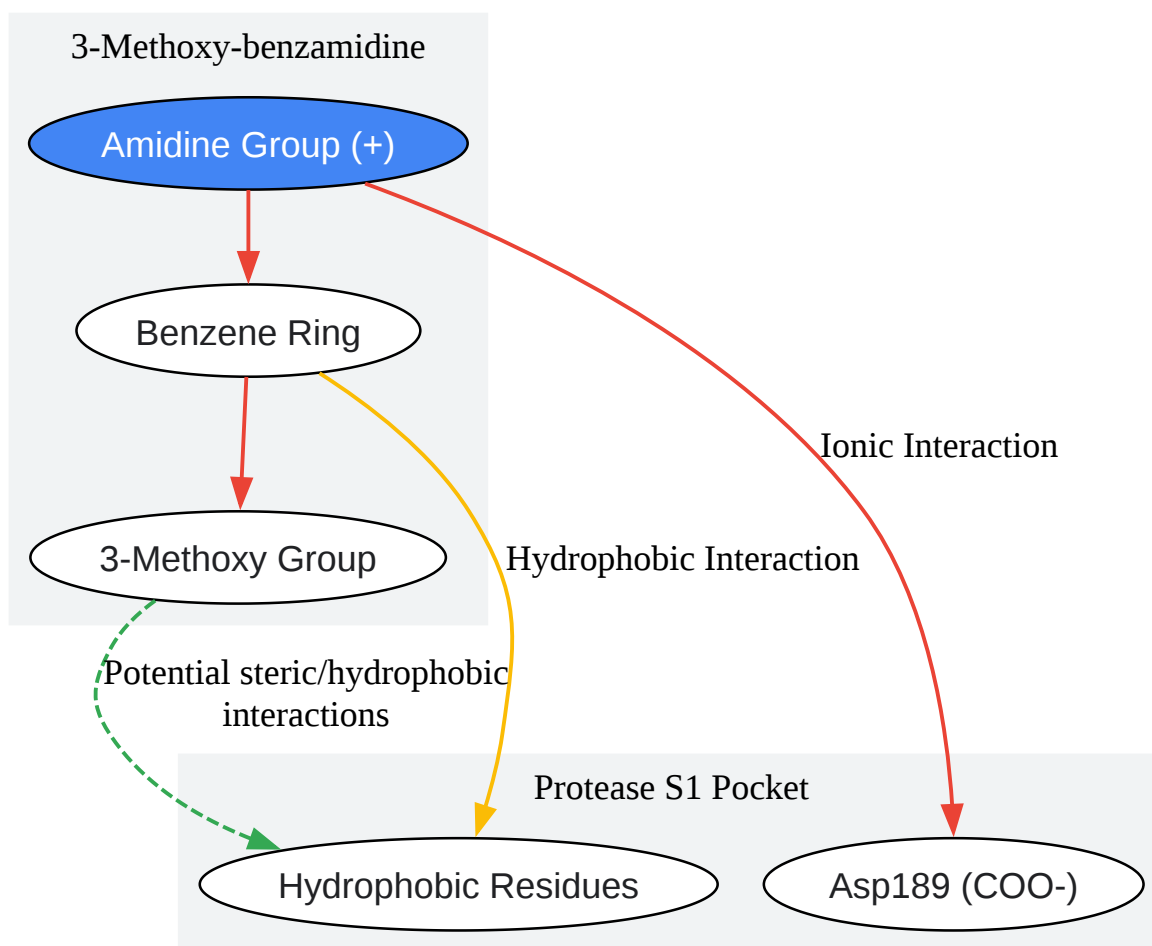 3-Methoxy-benzamidine
Amidine Group (+)
Benzene Ring
Ionic Interaction
3-Methoxy Group
Hydrophobic Interaction
Potential steric/hydrophobic
interactions
Protease S1 Pocket
Hydrophobic Residues
Asp189 (COO-)